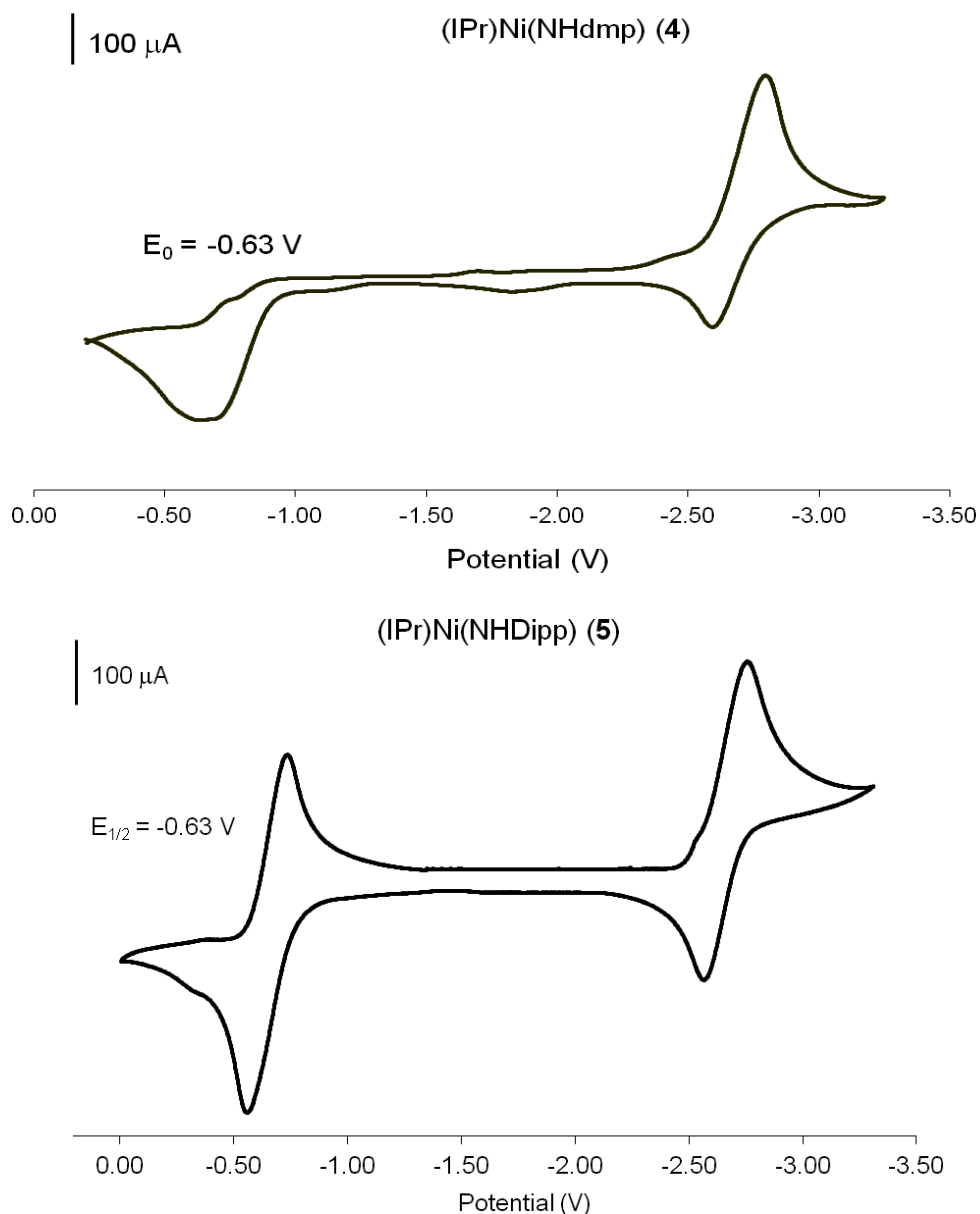 (IPr)Ni(NHdmp) (4)
100 μA
E0 = -0.63 V
0.00 -0.50 -1.00 -1.50 -2.00 -2.50 -3.00 -3.50
Potential (V)
(IPr)Ni(NHDipp) (5)
100 μA
E1/2 = -0.63 V
0.00 -0.50 -1.00 -1.50 -2.00 -2.50 -3.00 -3.50
Potential (V)